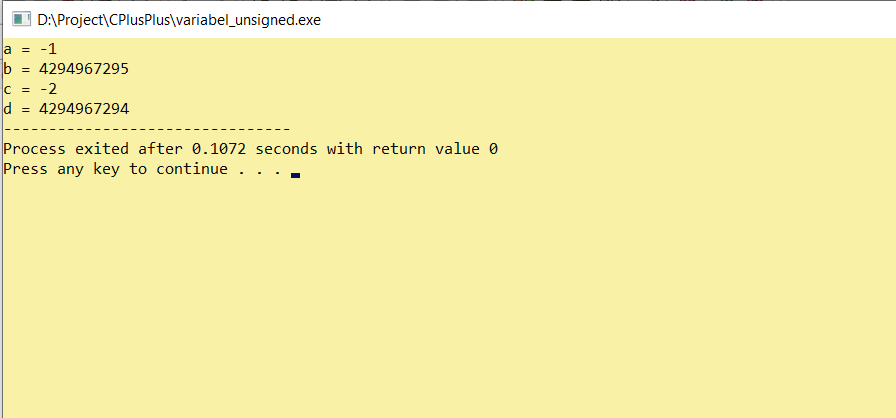 D:\Project\CPlusPlus\variabel_unsigned.exe
a = -1
b = 4294967295
c = -2
d = 4294967294
--------------------------------
Process exited after 0.1072 seconds with return value 0
Press any key to continue . . .